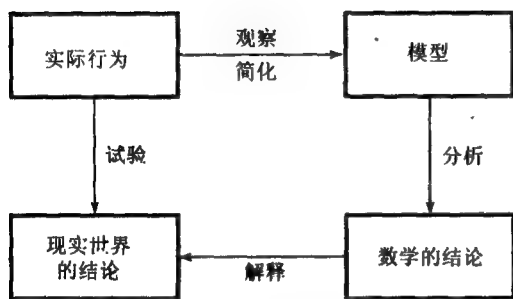 实际行为
观察
简化
模型
试验
分析
现实世界
的结论
解释
数学的结论